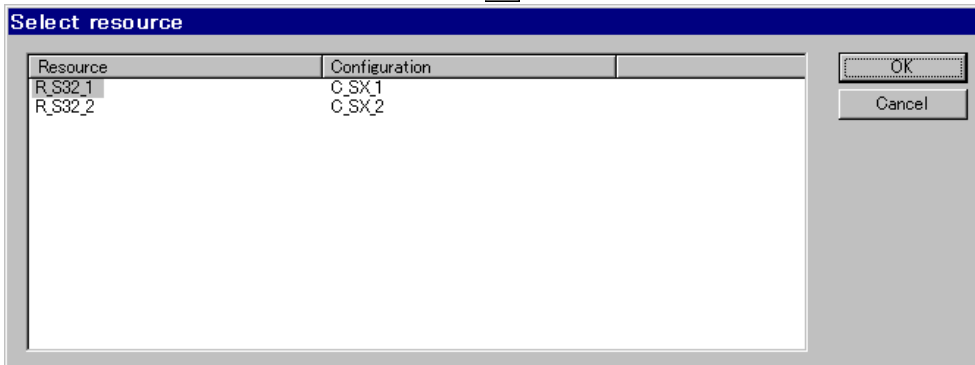 Select resource
Resource Configuration
R_S32_1 C_SX_1
R_S32_2 C_SX_2
OK
Cancel